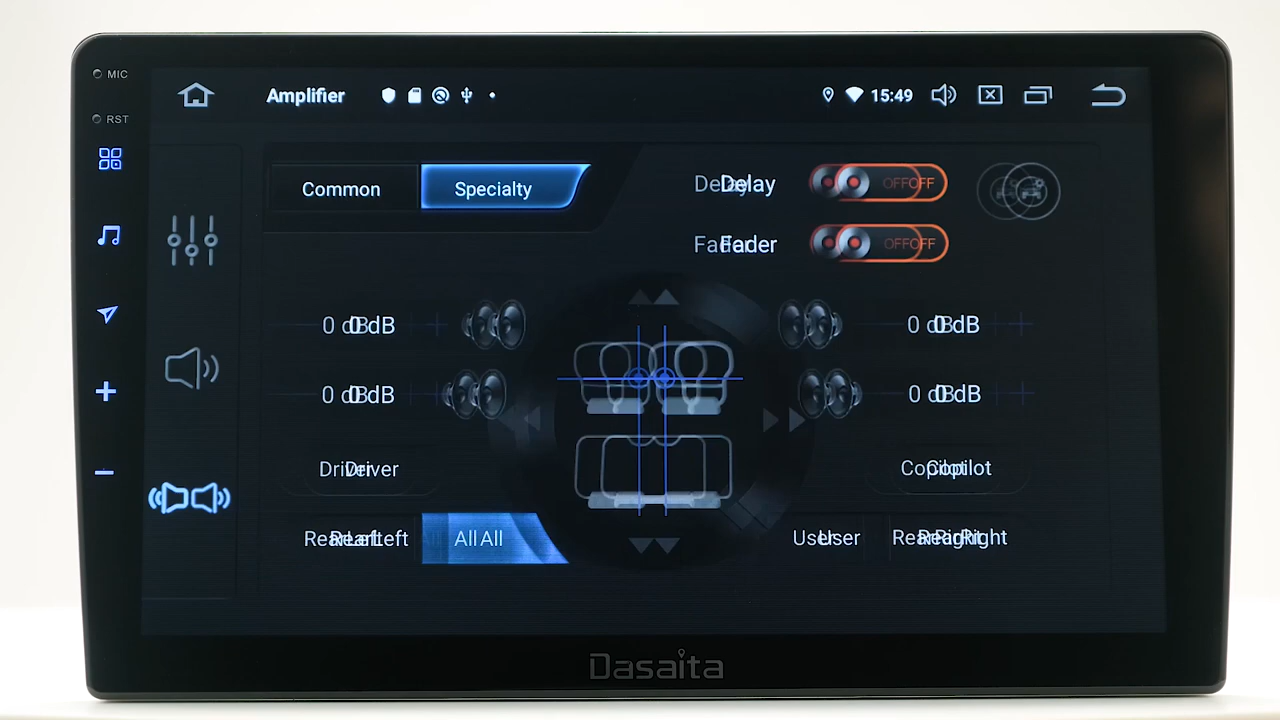 MIC
Amplifier 15:49
RST
Common Specialty Delay OFF
Fader OFF
0 dB 0 dB
0 dB 0 dB
Driver Copilot
Rear Left All User Rear Right
Dasaita